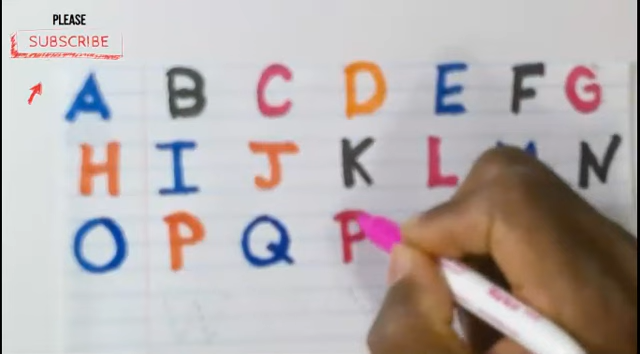 PLEASE
SUBSCRIBE
A B C D E F G
H I J K L N
O P Q P